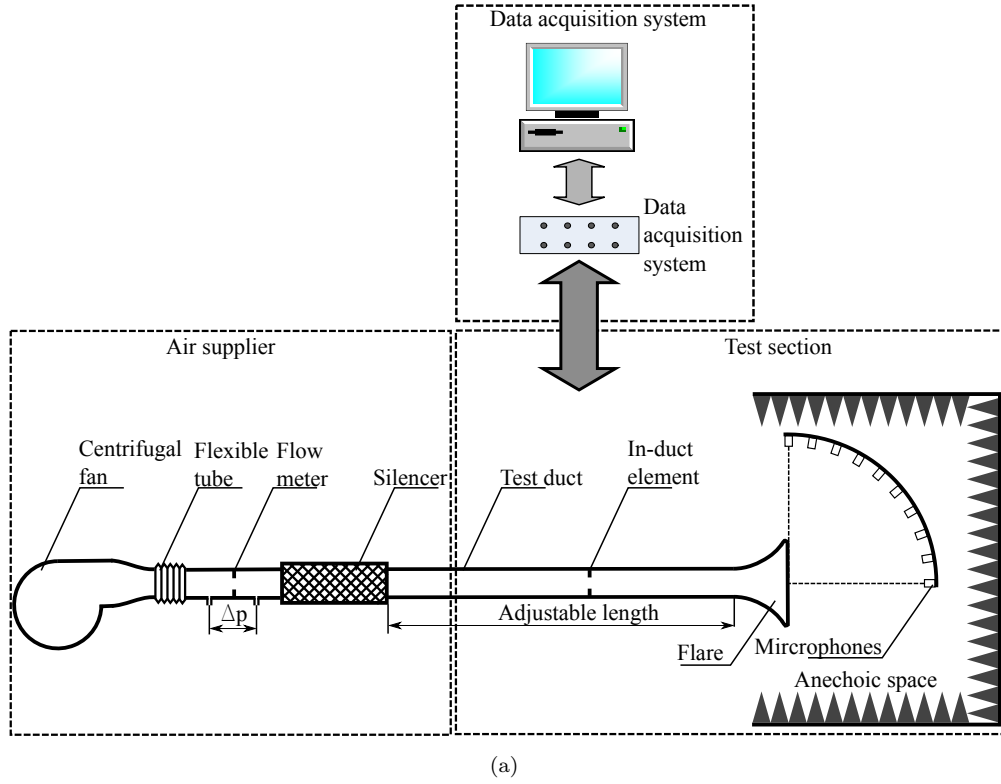 Data acquisition system
Data
acquisition
system
Air supplier
Test section
Centrifugal
fan
Flexible
tube
Flow
meter
Silencer
Test duct
In-duct
element
Δp
Adjustable length
Flare
Mircrophones
Anechoic space
(a)